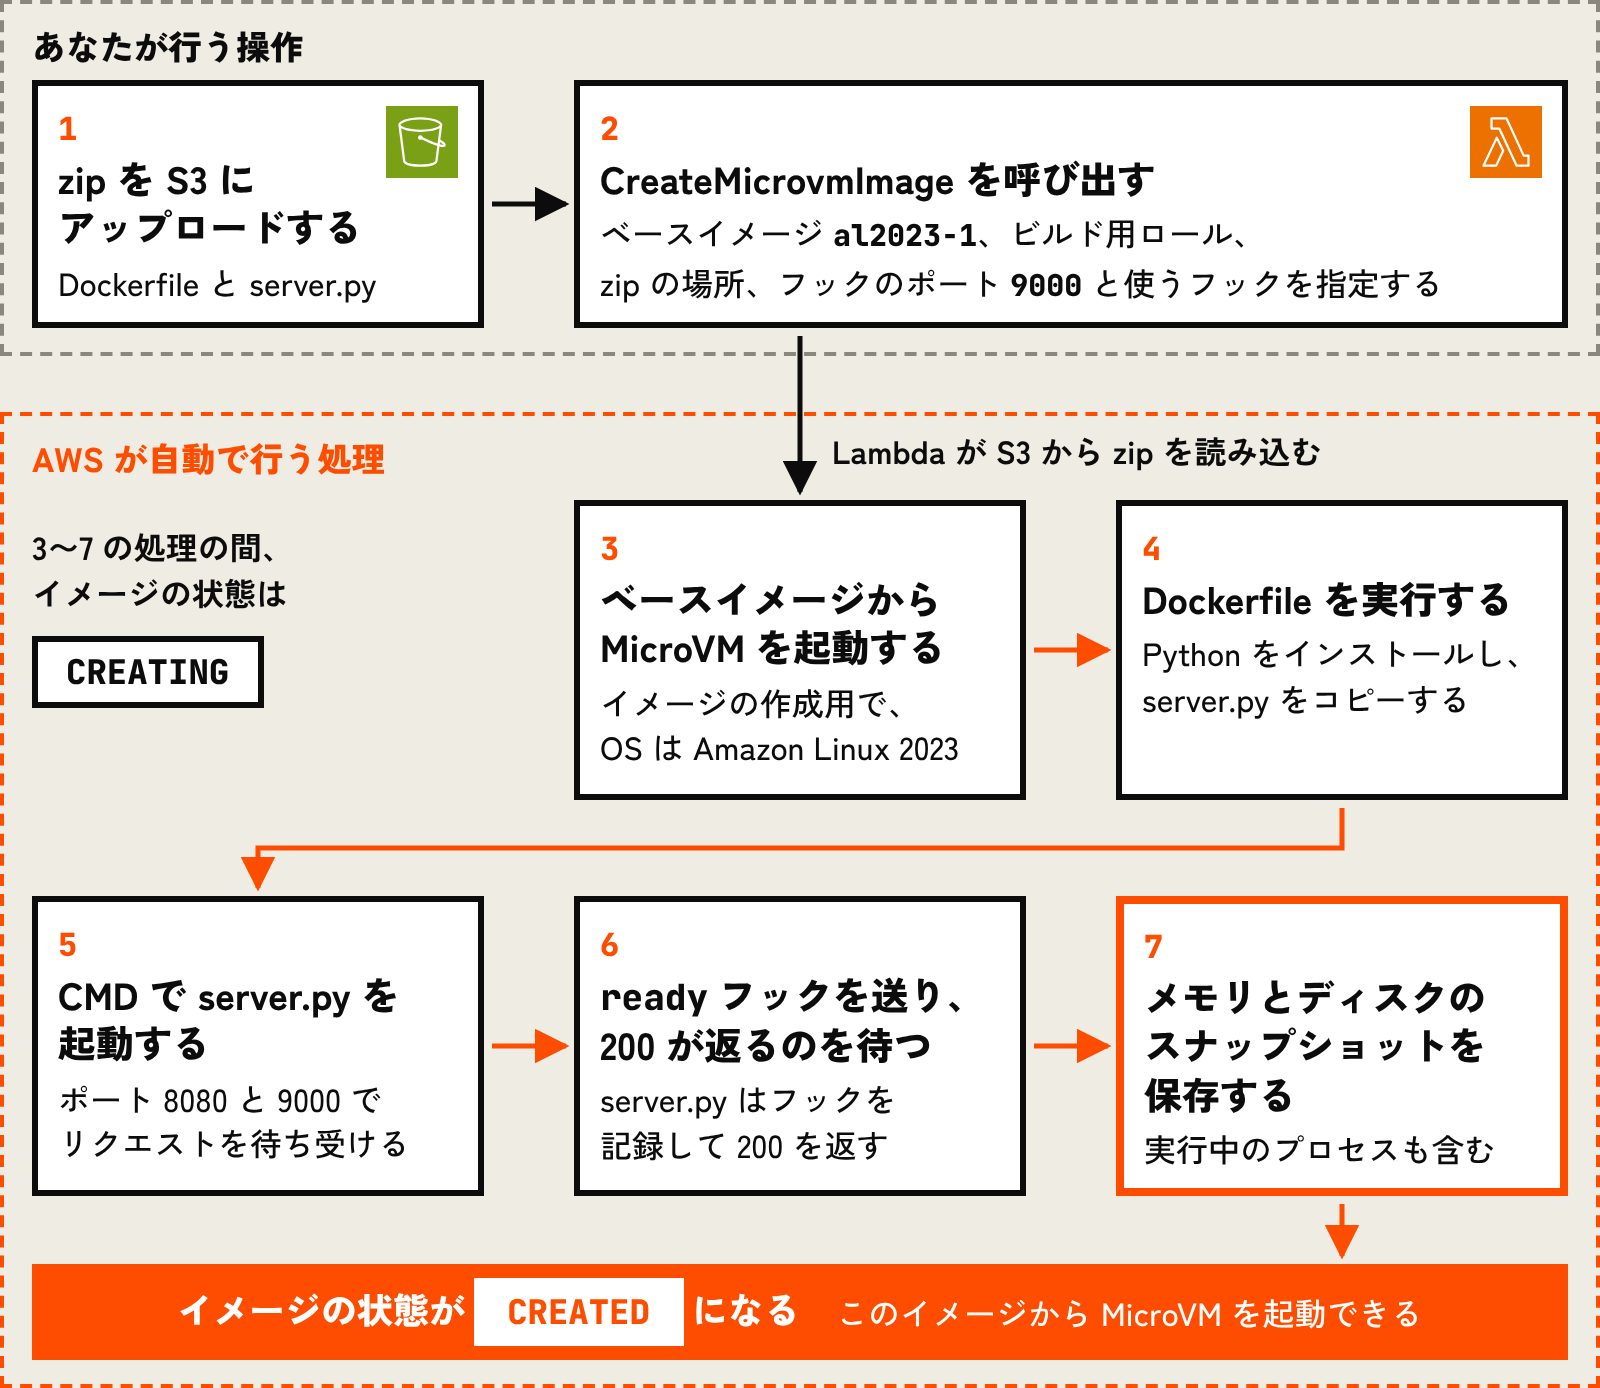 あなたが行う操作
1
zip を S3 に
アップロードする
Dockerfile と server.py
2
CreateMicrovmImage を呼び出す
ベースイメージ al2023-1、ビルド用ロール、
zip の場所、フックのポート 9000 と使うフックを指定する
AWS が自動で行う処理
Lambda が S3 から zip を読み込む
3〜7 の処理の間、
イメージの状態は
CREATING
3
ベースイメージから
MicroVM を起動する
イメージの作成用で、
OS は Amazon Linux 2023
4
Dockerfile を実行する
Python をインストールし、
server.py をコピーする
5
CMD で server.py を
起動する
ポート 8080 と 9000 で
リクエストを待ち受ける
6
ready フックを送り、
200 が返るのを待つ
server.py はフックを
記録して 200 を返す
7
メモリとディスクの
スナップショットを
保存する
実行中のプロセスも含む
イメージの状態が CREATED になる このイメージから MicroVM を起動できる